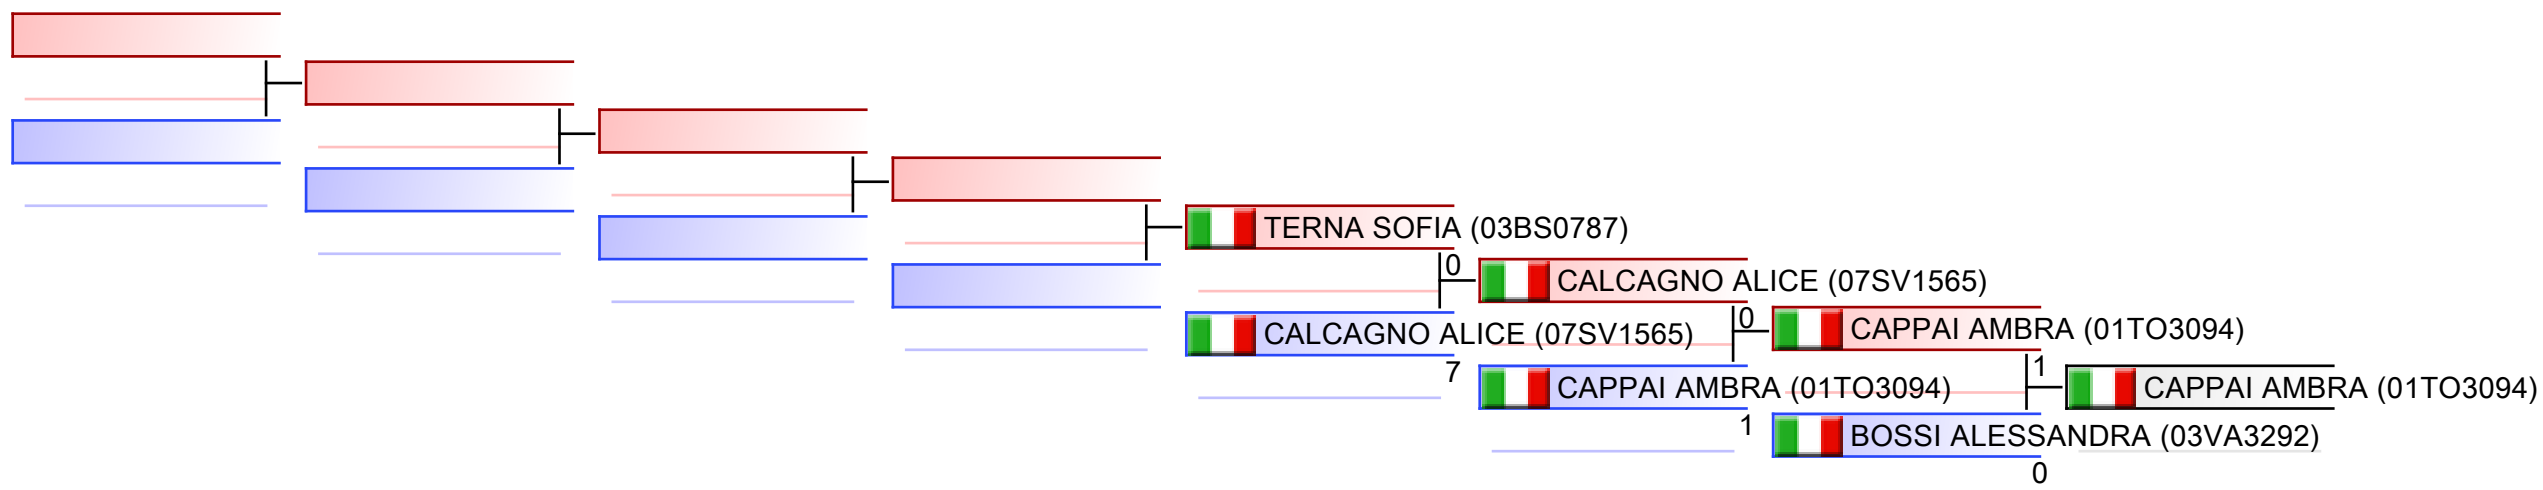 TERNA SOFIA (03BS0787)
0
CALCAGNO ALICE (07SV1565)
CALCAGNO ALICE (07SV1565)
7
0
CAPPAI AMBRA (01TO3094)
CAPPAI AMBRA (01TO3094)
1
1
CAPPAI AMBRA (01TO3094)
BOSSI ALESSANDRA (03VA3292)
0